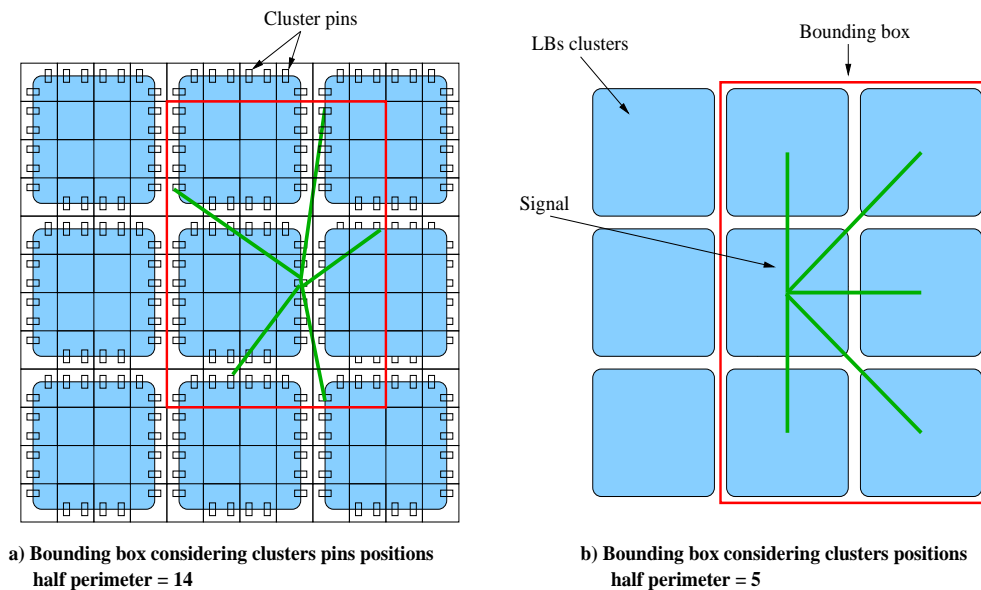 Cluster pins
LBs clusters
Bounding box
Signal
a) Bounding box considering clusters pins positions
half perimeter = 14
b) Bounding box considering clusters positions
half perimeter = 5